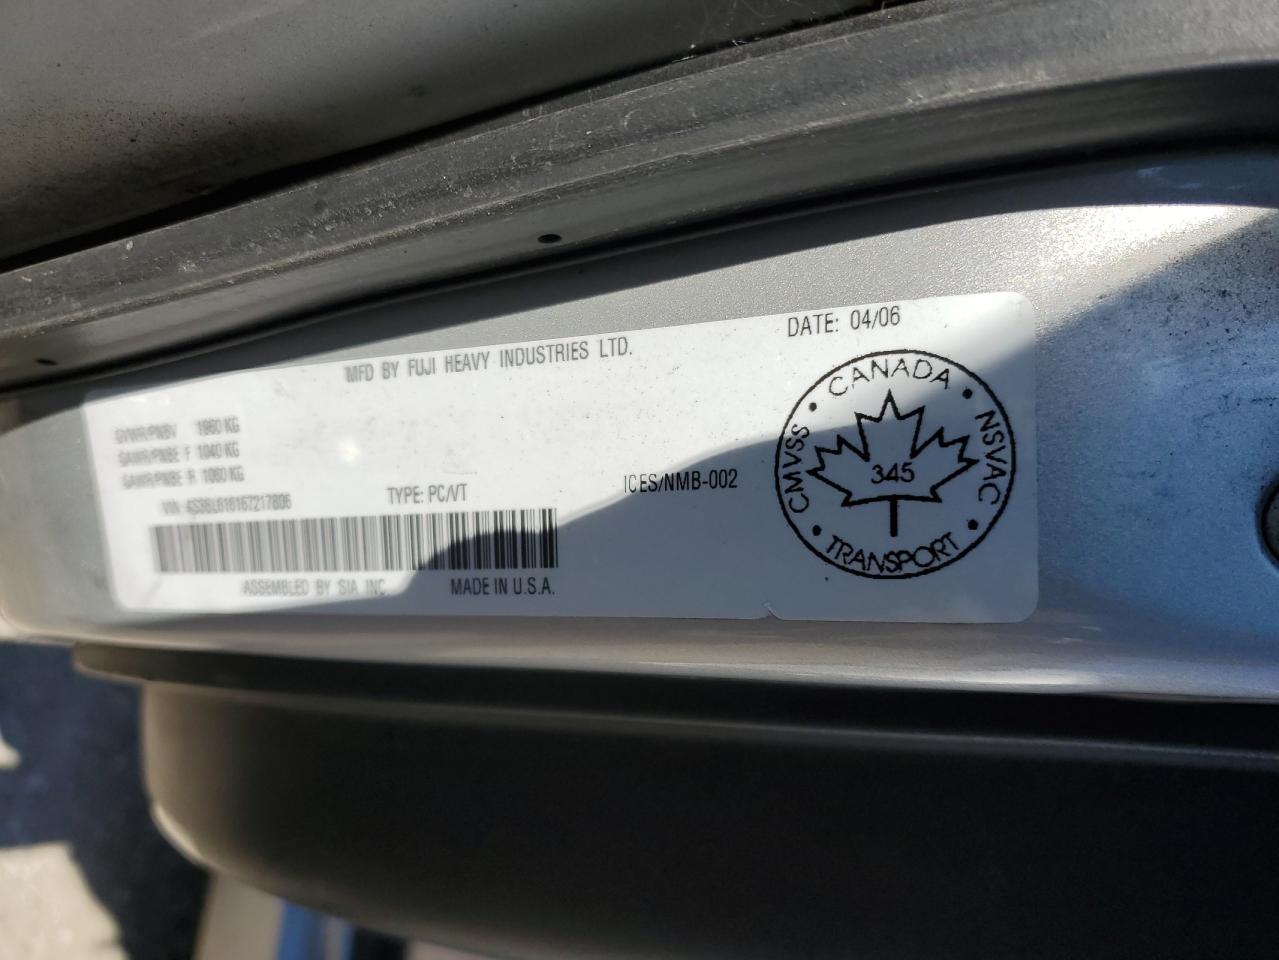 MFD BY FUJI HEAVY INDUSTRIES LTD.
DATE: 04/06
GVWR/PNBV 1960 KG
GAWR/PNBE F 1040 KG
GAWR/PNBE R 1060 KG
VIN
TYPE: PC/VT
ICES/NMB-002
ASSEMBLED BY SIA INC
MADE IN U.S.A.
CANADA
CMVSS
NSVAC
345
TRANSPORT